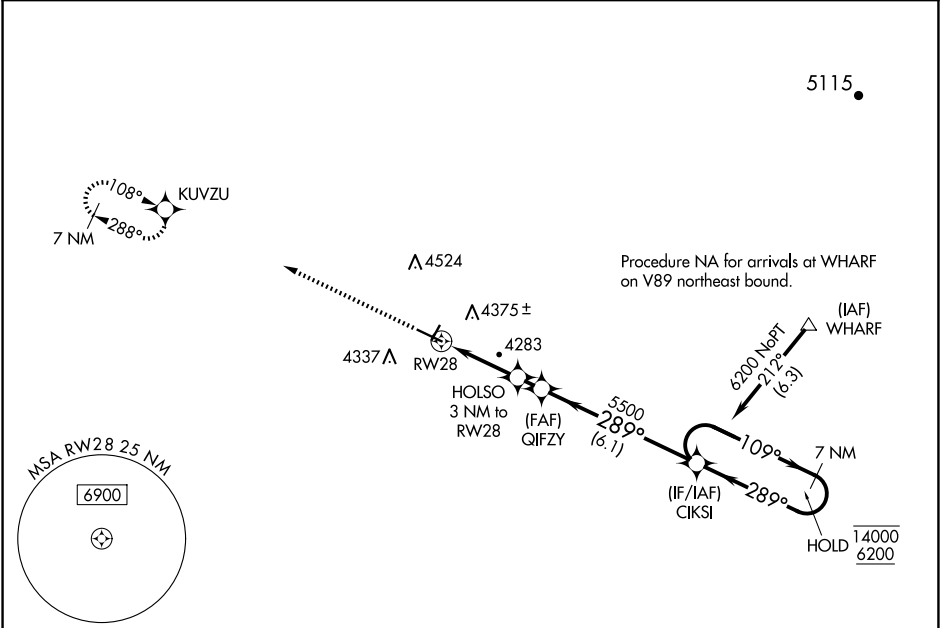 5115
108°
KUVZU
288°
7 NM
4524
Procedure NA for arrivals at WHARF
on V89 northeast bound.
4375 ±
(IAF)
WHARF
4283
4337
RW28
6200 NoPT
212°
(6.3)
HOLSO
3 NM to
RW28
(FAF)
QIFZY
5500
289°
(6.1)
109°
7 NM
289°
(IF/IAF)
CIKSI
HOLD
14000
6200
MSA RW28 25 NM
6900